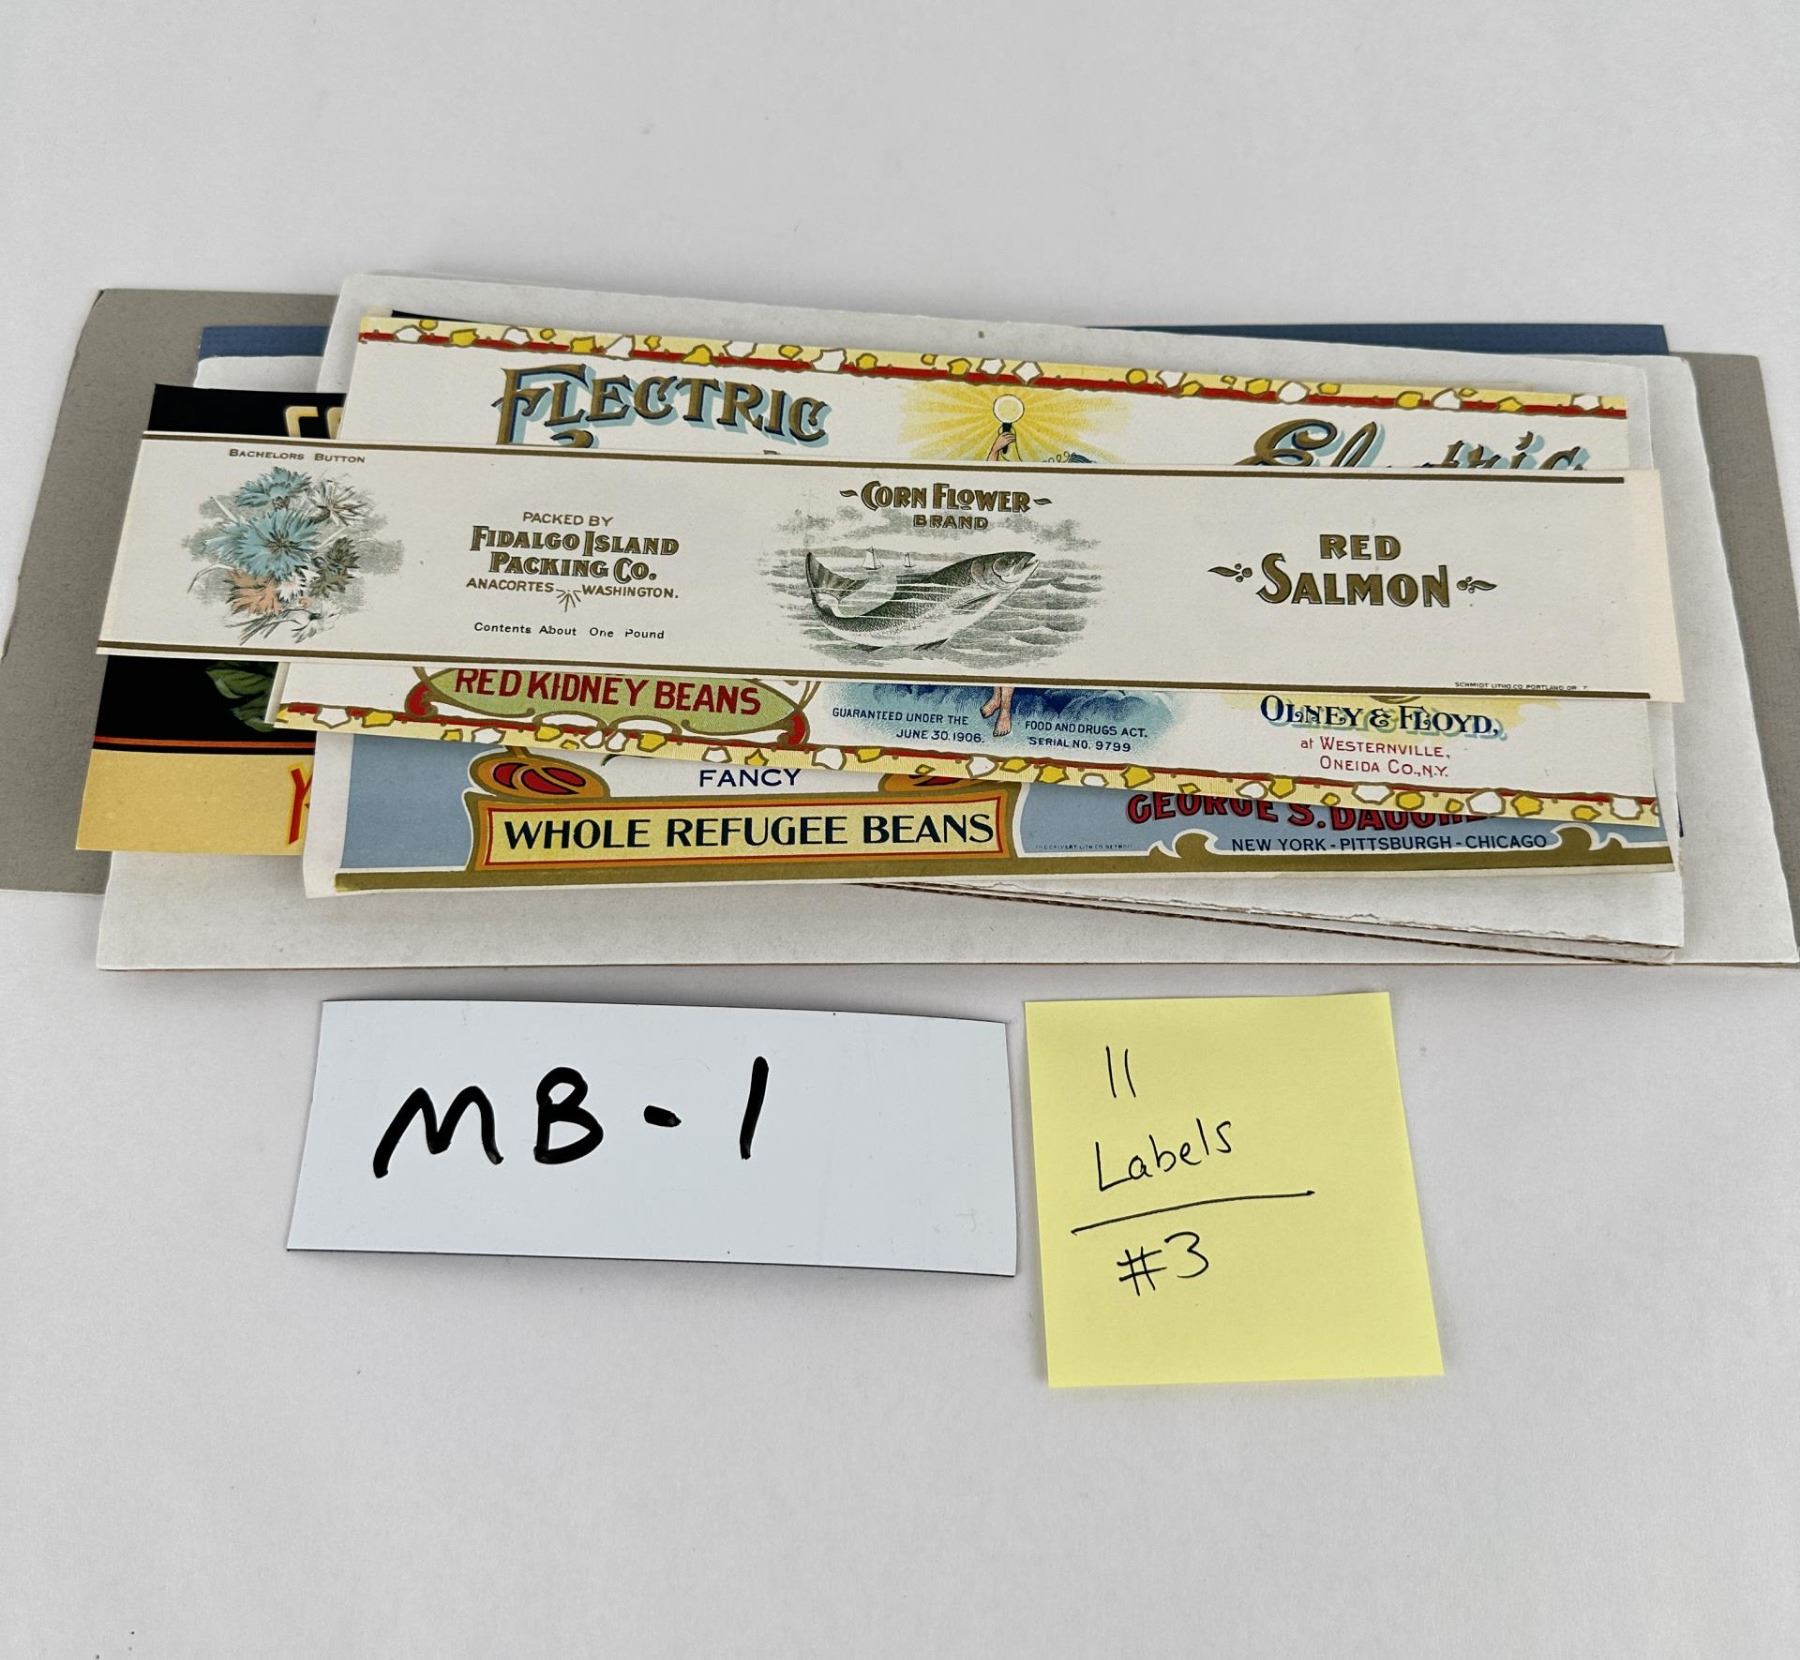 ELECTRIC
Electric
BACHELORS BUTTON
PACKED BY
FIDALGO ISLAND
PACKING CO.
ANACORTES WASHINGTON.
Contents About One Pound
-CORN FLOWER-
BRAND
RED
SALMON
SCHMIDT LITHO. CO. PORTLAND, OR.
RED KIDNEY BEANS
GUARANTEED UNDER THE
JUNE 30. 1906.
FOOD AND DRUGS ACT.
SERIAL NO. 9799
OLNEY & FLOYD,
at WESTERNVILLE,
ONEIDA CO., N.Y.
FANCY
WHOLE REFUGEE BEANS
GEORGE S.
NEW YORK - PITTSBURGH - CHICAGO
MB-1
11
Labels
#3